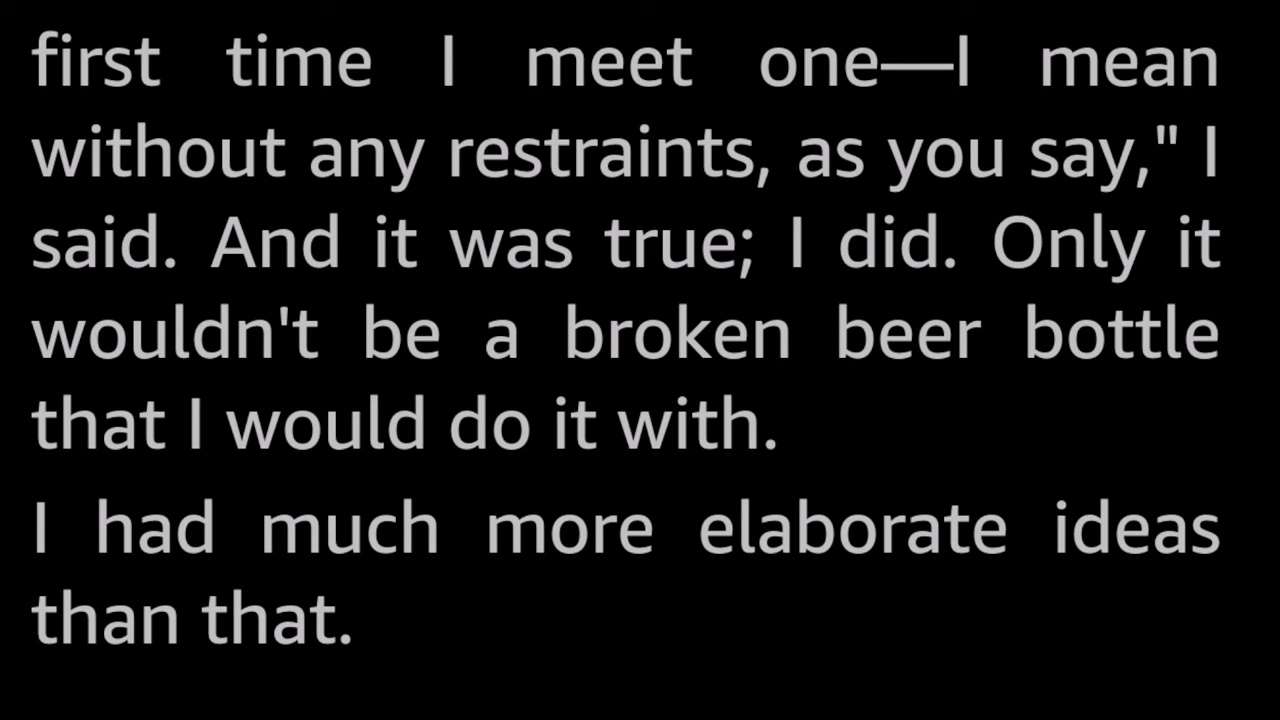 first time I meet one—I mean
without any restraints, as you say," I
said. And it was true; I did. Only it
wouldn't be a broken beer bottle
that I would do it with.
I had much more elaborate ideas
than that.